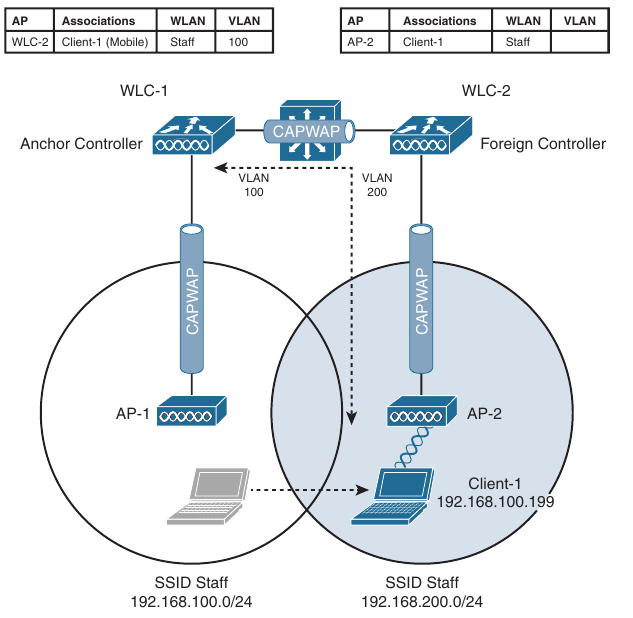 AP Associations WLAN VLAN
WLC-2 Client-1 (Mobile) Staff 100
AP Associations WLAN VLAN
AP-2 Client-1 Staff
WLC-1
WLC-2
Anchor Controller
CAPWAP
Foreign Controller
VLAN
100
VLAN
200
CAPWAP
CAPWAP
AP-1
AP-2
Client-1
192.168.100.199
SSID Staff
192.168.100.0/24
SSID Staff
192.168.200.0/24